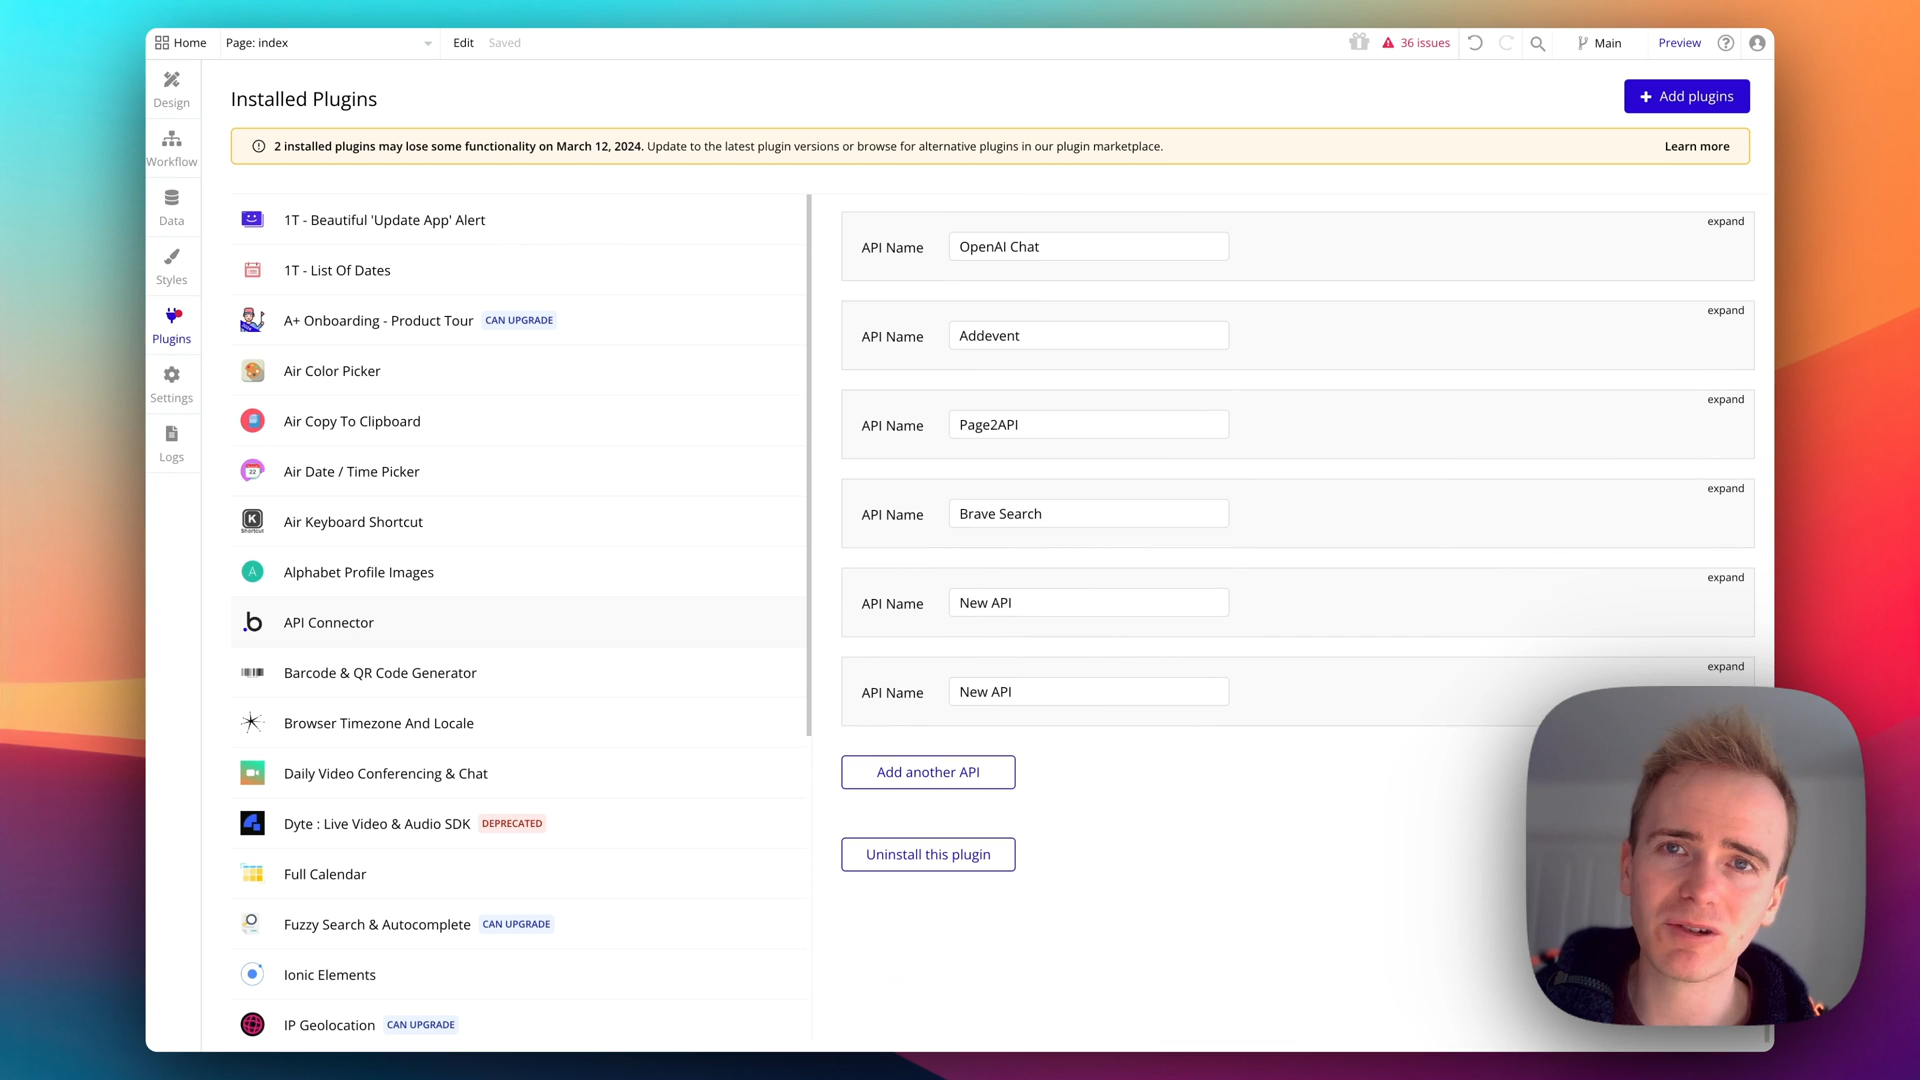 Home
Page: index
Edit
Saved
36 issues
Main
Preview
Design
Workflow
Data
Styles
Plugins
Settings
Logs
Installed Plugins
Add plugins
2 installed plugins may lose some functionality on March 12, 2024. Update to the latest plugin versions or browse for alternative plugins in our plugin marketplace.
Learn more
1T - Beautiful 'Update App' Alert
1T - List Of Dates
A+ Onboarding - Product Tour CAN UPGRADE
Air Color Picker
Air Copy To Clipboard
Air Date / Time Picker
Air Keyboard Shortcut
Alphabet Profile Images
API Connector
Barcode & QR Code Generator
Browser Timezone And Locale
Daily Video Conferencing & Chat
Dyte : Live Video & Audio SDK DEPRECATED
Full Calendar
Fuzzy Search & Autocomplete CAN UPGRADE
Ionic Elements
IP Geolocation CAN UPGRADE
expand
API Name OpenAI Chat
expand
API Name Addevent
expand
API Name Page2API
expand
API Name Brave Search
expand
API Name New API
expand
API Name New API
Add another API
Uninstall this plugin